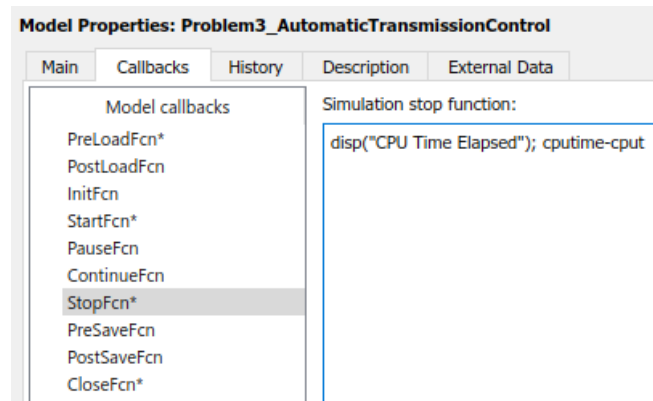 Model Properties: Problem3_AutomaticTransmissionControl
Main Callbacks History Description External Data
Model callbacks
PreLoadFcn*
PostLoadFcn
InitFcn
StartFcn*
PauseFcn
ContinueFcn
StopFcn*
PreSaveFcn
PostSaveFcn
CloseFcn*
Simulation stop function:
disp("CPU Time Elapsed"); cputime-cput